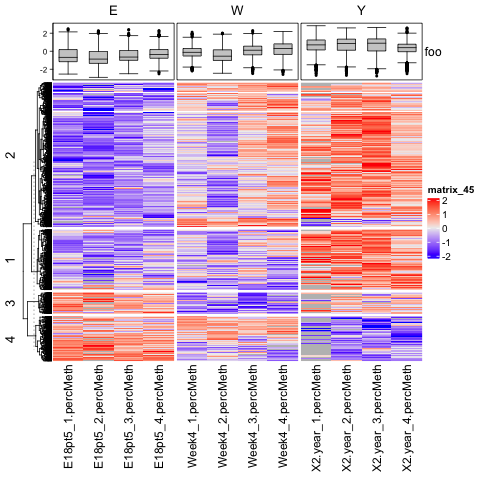 E W Y
2
0
-2
foo
2
1
3
4
matrix_45
2
1
0
-1
-2
E18pt5_1.percMeth
E18pt5_2.percMeth
E18pt5_3.percMeth
E18pt5_4.percMeth
Week4_1.percMeth
Week4_2.percMeth
Week4_3.percMeth
Week4_4.percMeth
X2.year_1.percMeth
X2.year_2.percMeth
X2.year_3.percMeth
X2.year_4.percMeth